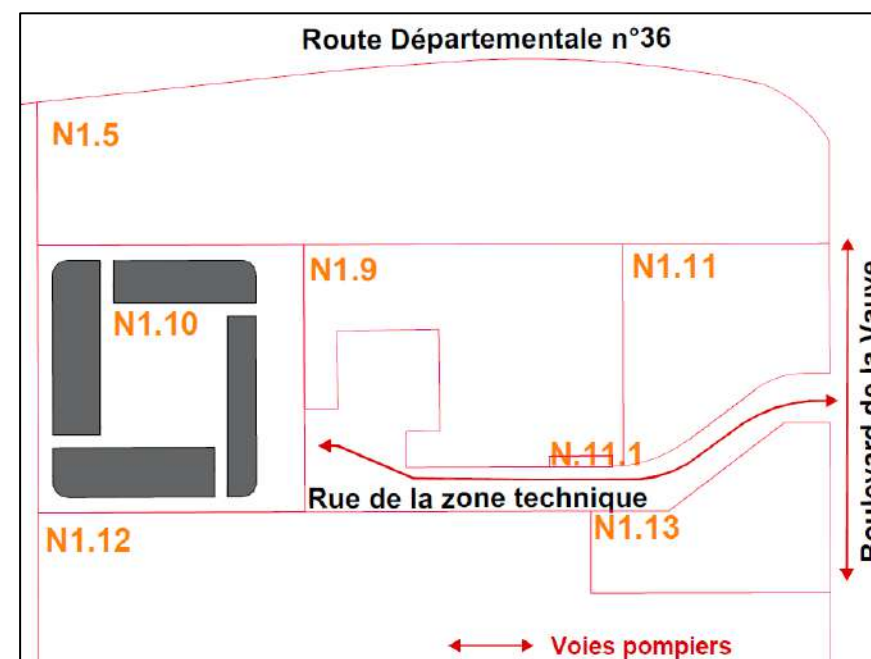 Route Départementale n°36
N1.5
N1.9
N1.11
N1.10
Boulevard de la Vauve
N.11.1
Rue de la zone technique
N1.12
N1.13
Voies pompiers